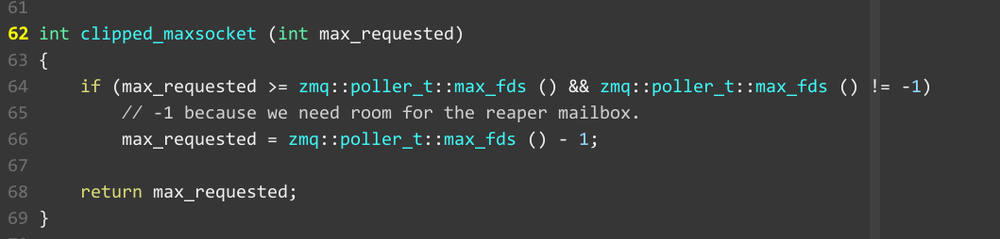 61
62 int clipped_maxsocket (int max_requested)
63 {
64     if (max_requested >= zmq::poller_t::max_fds () && zmq::poller_t::max_fds () != -1)
65         // -1 because we need room for the reaper mailbox.
66         max_requested = zmq::poller_t::max_fds () - 1;
67
68     return max_requested;
69 }